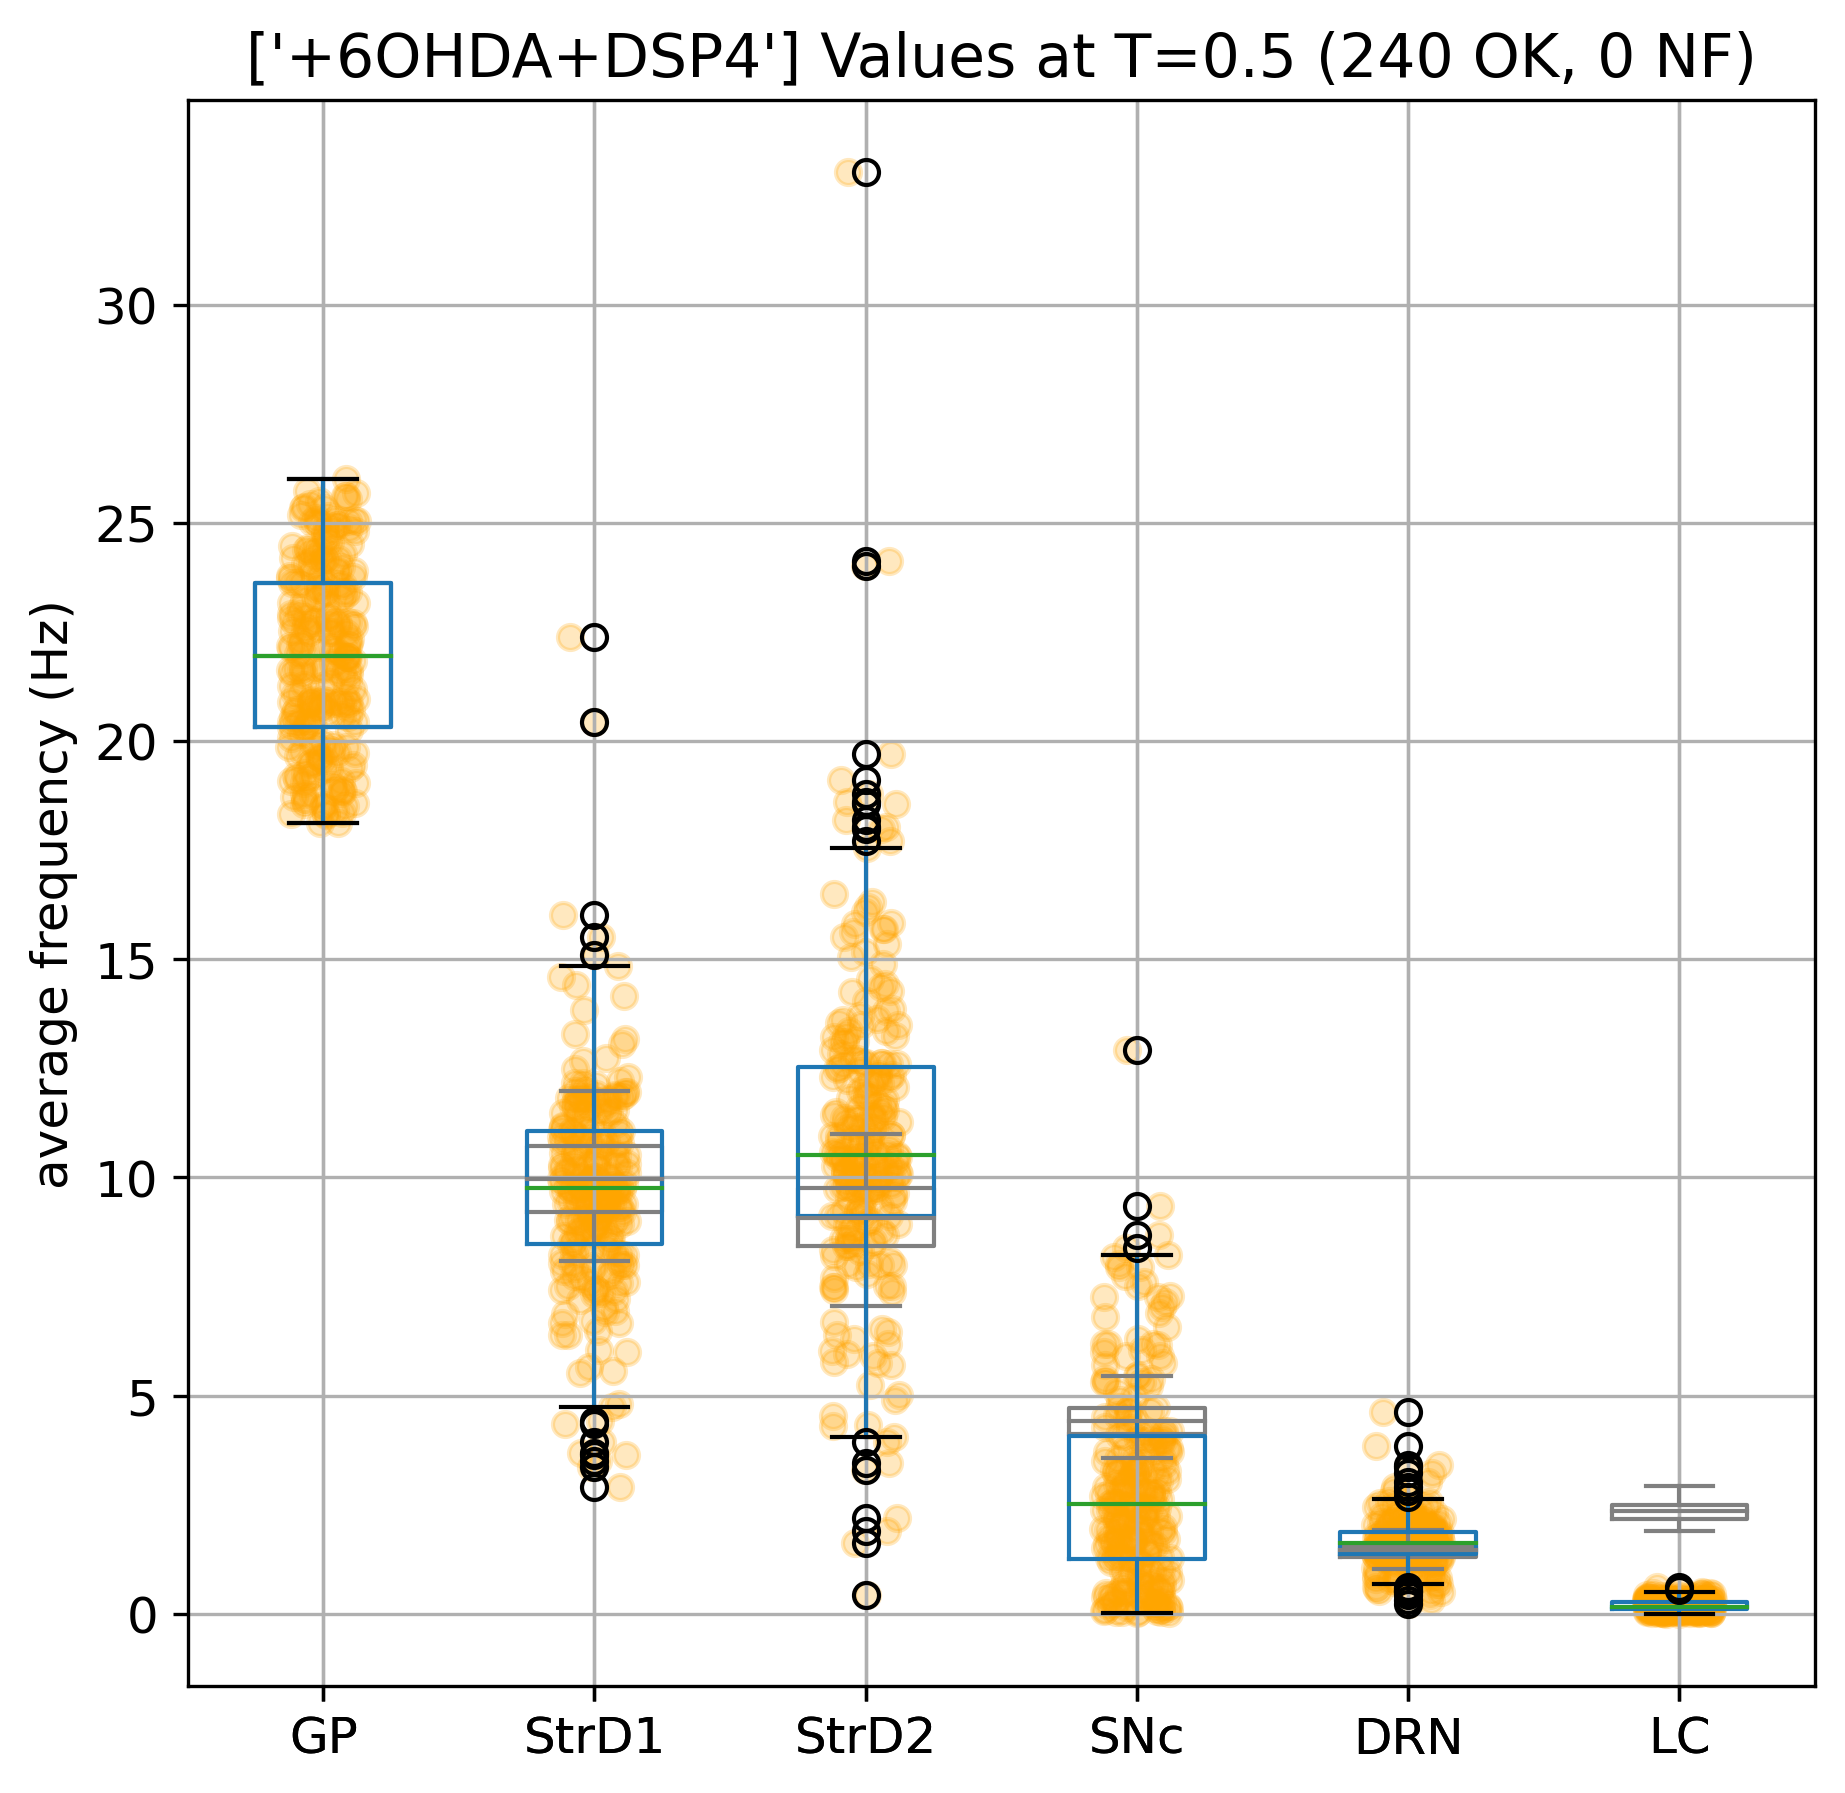 ['+6OHDA+DSP4'] Values at T=0.5 (240 OK, 0 NF)
average frequency (Hz)
30
25
20
15
10
5
0
GP StrD1 StrD2 SNc DRN LC